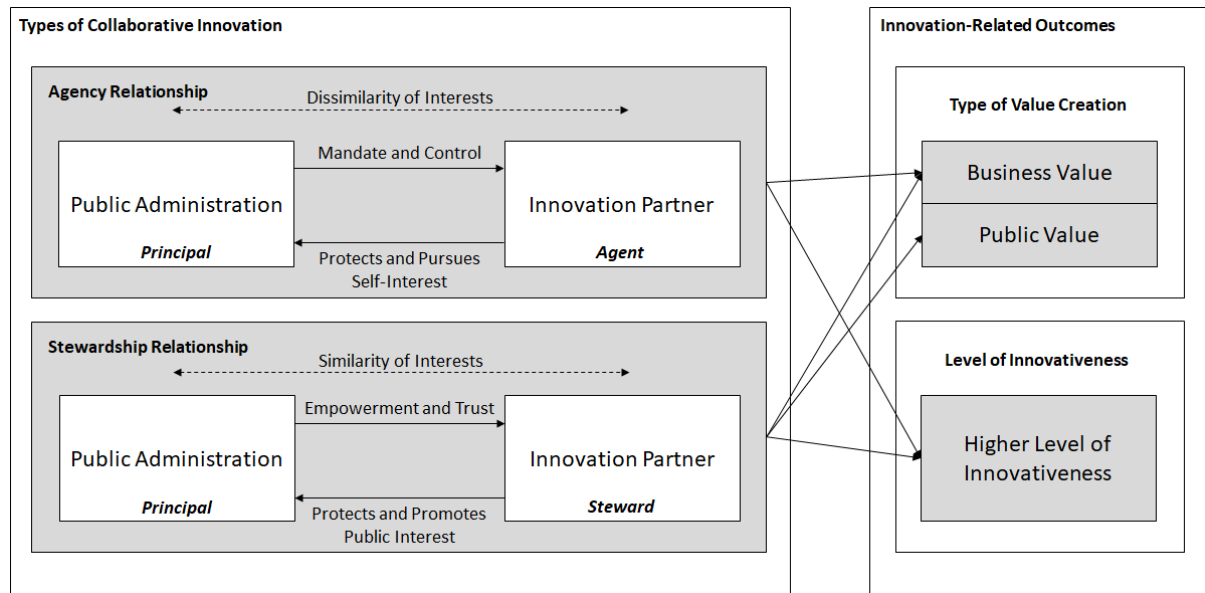 Types of Collaborative Innovation
Agency Relationship
Dissimilarity of Interests
Public Administration
Principal
Mandate and Control
Protects and Pursues
Self-Interest
Innovation Partner
Agent
Stewardship Relationship
Similarity of Interests
Public Administration
Principal
Empowerment and Trust
Protects and Promotes
Public Interest
Innovation Partner
Steward
Innovation-Related Outcomes
Type of Value Creation
Business Value
Public Value
Level of Innovativeness
Higher Level of
Innovativeness